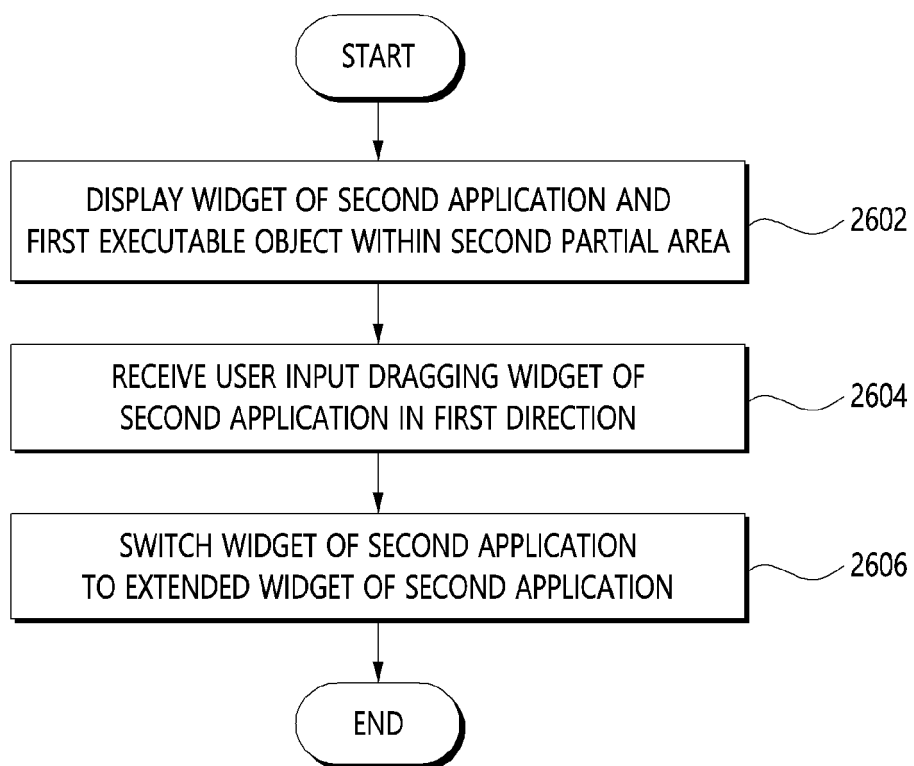 START
DISPLAY WIDGET OF SECOND APPLICATION AND
FIRST EXECUTABLE OBJECT WITHIN SECOND PARTIAL AREA
2602
RECEIVE USER INPUT DRAGGING WIDGET OF
SECOND APPLICATION IN FIRST DIRECTION
2604
SWITCH WIDGET OF SECOND APPLICATION
TO EXTENDED WIDGET OF SECOND APPLICATION
2606
END